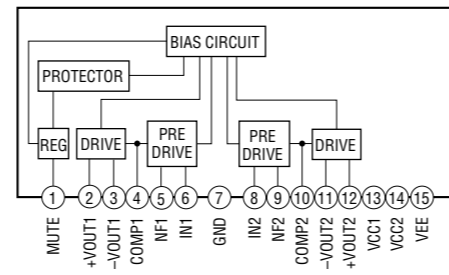 BIAS CIRCUIT
PROTECTOR
REG
DRIVE
PRE
DRIVE
PRE
DRIVE
DRIVE
1 2 3 4 5 6 7 8 9 10 11 12 13 14 15
MUTE
+VOUT1
−VOUT1
COMP1
NF1
IN1
GND
IN2
NF2
COMP2
−VOUT2
+VOUT2
VCC1
VCC2
VEE